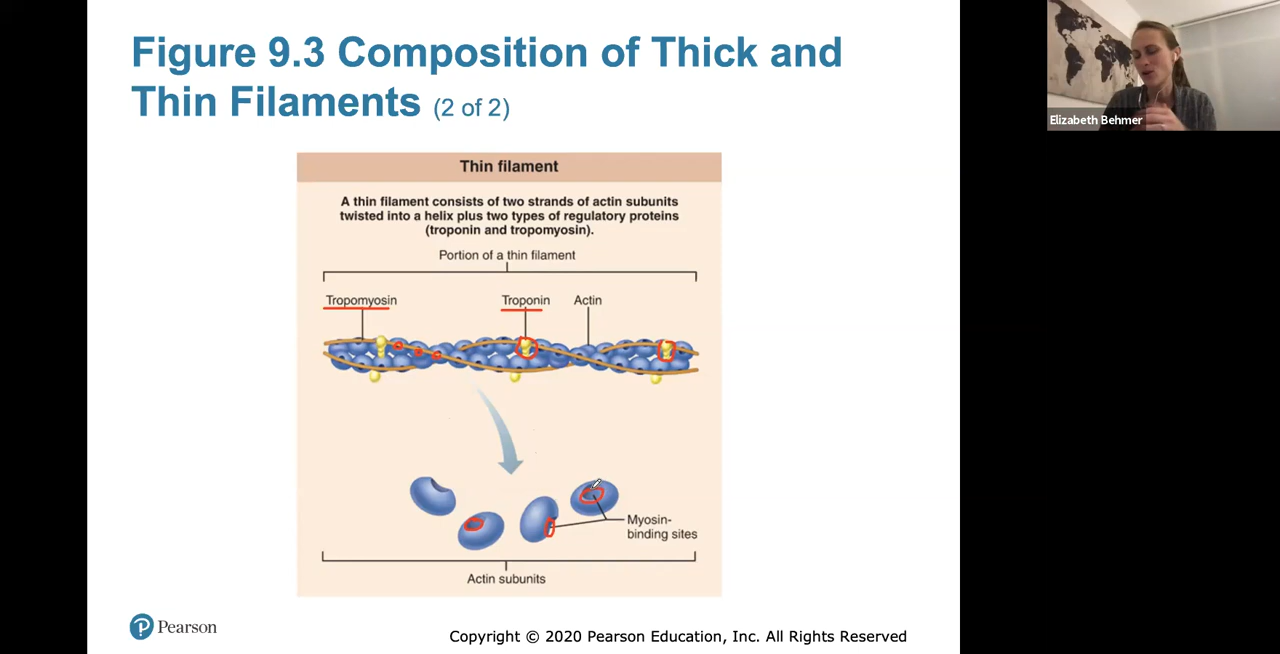 Figure 9.3 Composition of Thick and
Thin Filaments (2 of 2)
Elizabeth Behmer
Thin filament
A thin filament consists of two strands of actin subunits
twisted into a helix plus two types of regulatory proteins
(troponin and tropomyosin).
Portion of a thin filament
Tropomyosin Troponin Actin
Myosin-
binding sites
Actin subunits
Pearson
Copyright © 2020 Pearson Education, Inc. All Rights Reserved